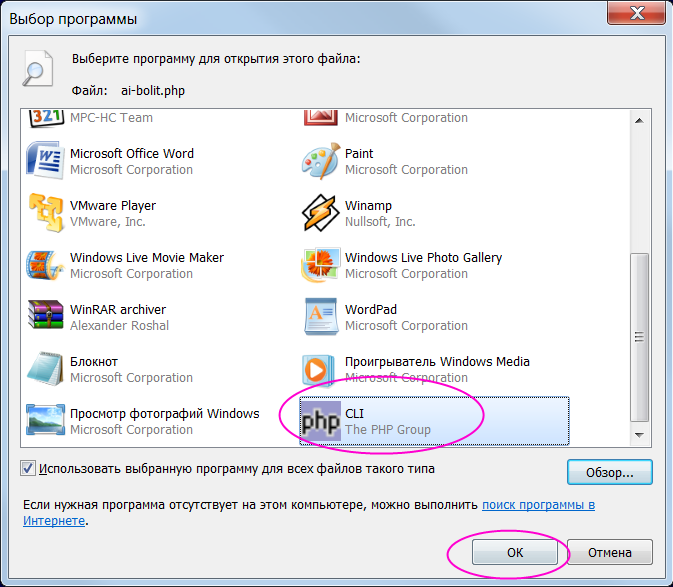 Выбор программы
Выберите программу для открытия этого файла:
Файл: ai-bolit.php
321
MPC-HC Team
Microsoft Corporation
Microsoft Office Word
Microsoft Corporation
Paint
Microsoft Corporation
VMware Player
VMware, Inc.
Winamp
Nullsoft, Inc.
Windows Live Movie Maker
Microsoft Corporation
Windows Live Photo Gallery
Microsoft Corporation
WinRAR archiver
Alexander Roshal
WordPad
Microsoft Corporation
Блокнот
Microsoft Corporation
Проигрыватель Windows Media
Microsoft Corporation
Просмотр фотографий Windows
Microsoft Corporation
php
CLI
The PHP Group
Использовать выбранную программу для всех файлов такого типа
Обзор...
Если нужная программа отсутствует на этом компьютере, можно выполнить поиск программы в
Интернете.
ОК
Отмена